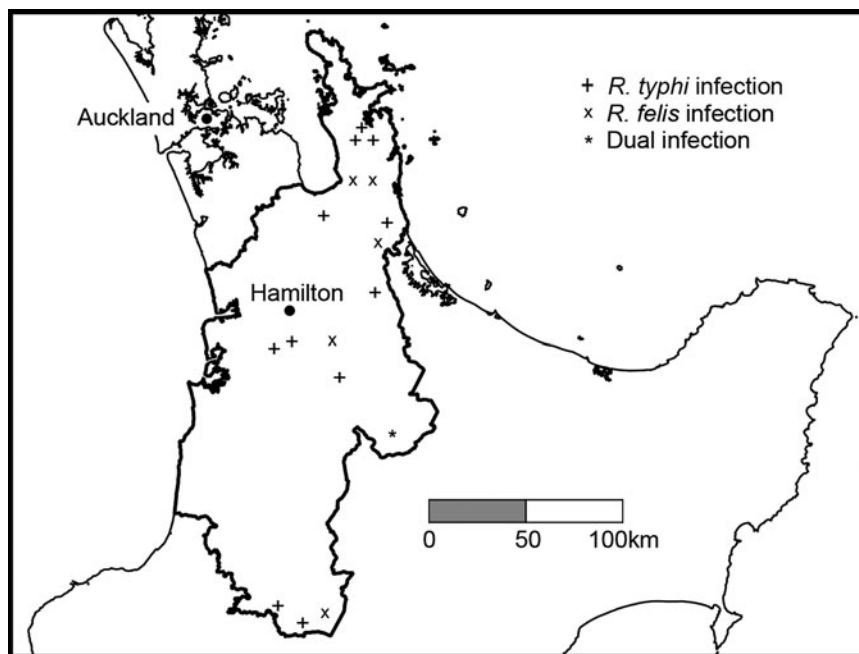 + R. typhi infection
x R. felis infection
* Dual infection
Auckland
Hamilton
0 50 100km